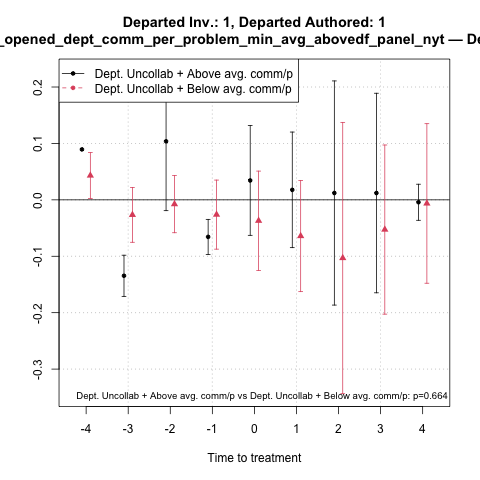 Departed Inv.: 1, Departed Authored: 1
_opened_dept_comm_per_problem_min_avg_abovedf_panel_nyt — De
Dept. Uncollab + Above avg. comm/p
Dept. Uncollab + Below avg. comm/p
0.2
0.1
0.0
-0.1
-0.2
-0.3
Dept. Uncollab + Above avg. comm/p vs Dept. Uncollab + Below avg. comm/p: p=0.664
-4 -3 -2 -1 0 1 2 3 4
Time to treatment